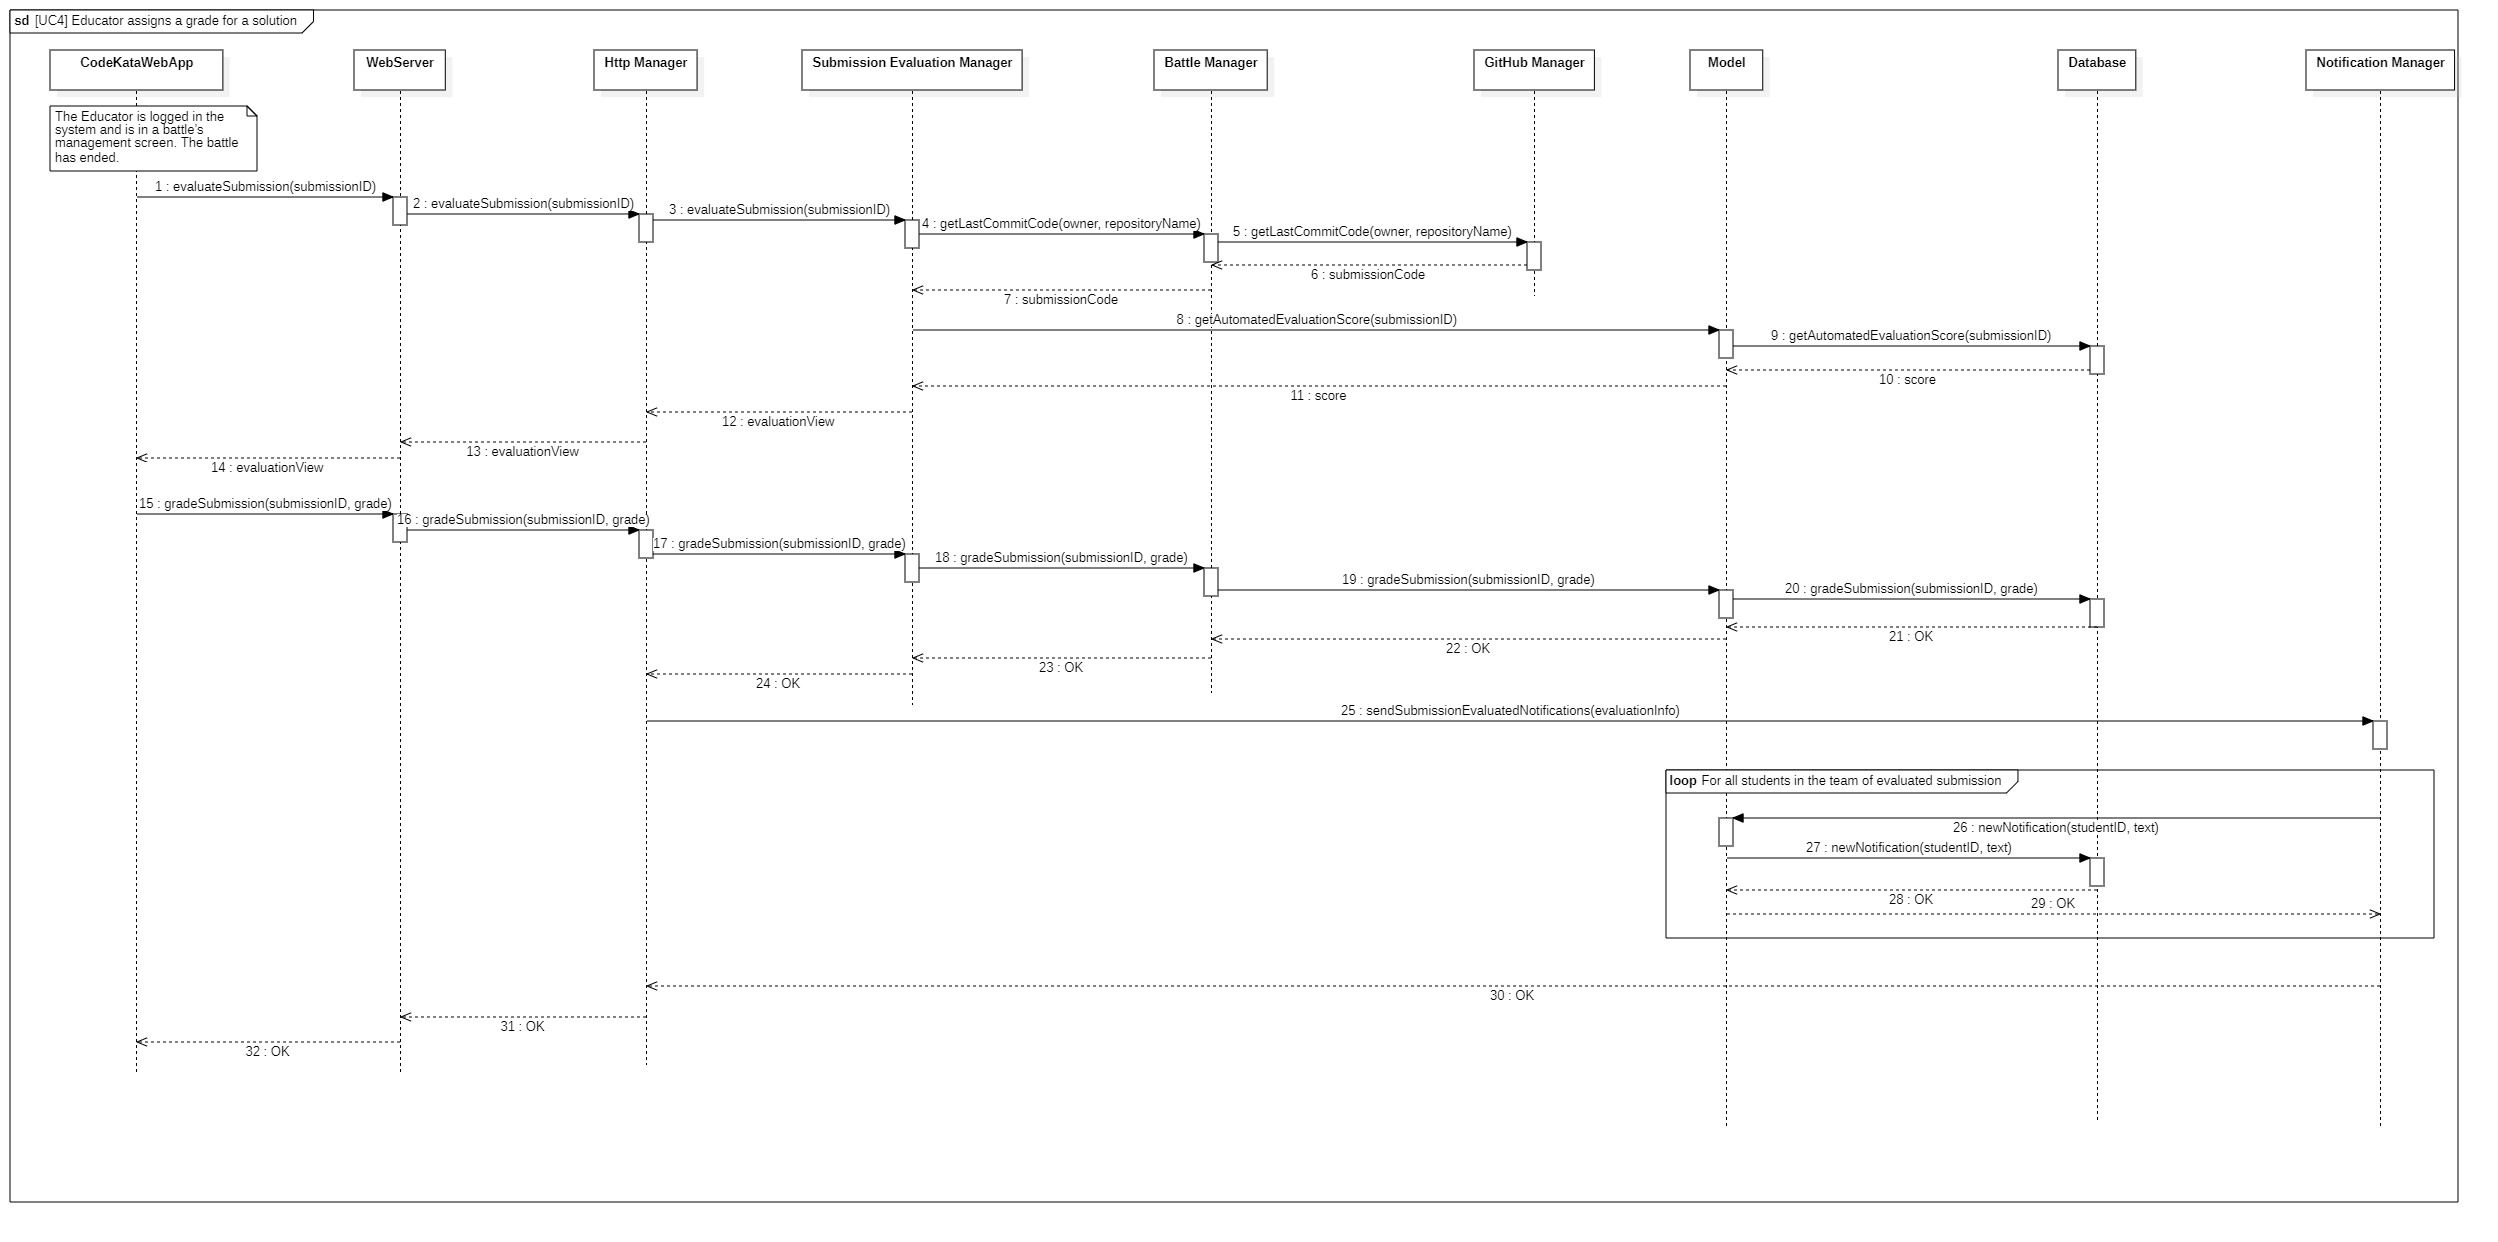 sd [UC4] Educator assigns a grade for a solution
CodeKataWebApp
WebServer
Http Manager
Submission Evaluation Manager
Battle Manager
GitHub Manager
Model
Database
Notification Manager
The Educator is logged in the
system and is in a battle's
management screen. The battle
has ended.
1 : evaluateSubmission(submissionID)
2 : evaluateSubmission(submissionID)
3 : evaluateSubmission(submissionID)
4 : getLastCommitCode(owner, repositoryName)
5 : getLastCommitCode(owner, repositoryName)
6 : submissionCode
7 : submissionCode
8 : getAutomatedEvaluationScore(submissionID)
9 : getAutomatedEvaluationScore(submissionID)
10 : score
11 : score
12 : evaluationView
13 : evaluationView
14 : evaluationView
15 : gradeSubmission(submissionID, grade)
16 : gradeSubmission(submissionID, grade)
17 : gradeSubmission(submissionID, grade)
18 : gradeSubmission(submissionID, grade)
19 : gradeSubmission(submissionID, grade)
20 : gradeSubmission(submissionID, grade)
21 : OK
22 : OK
23 : OK
24 : OK
25 : sendSubmissionEvaluatedNotifications(evaluationInfo)
loop For all students in the team of evaluated submission
26 : newNotification(studentID, text)
27 : newNotification(studentID, text)
28 : OK
29 : OK
30 : OK
31 : OK
32 : OK